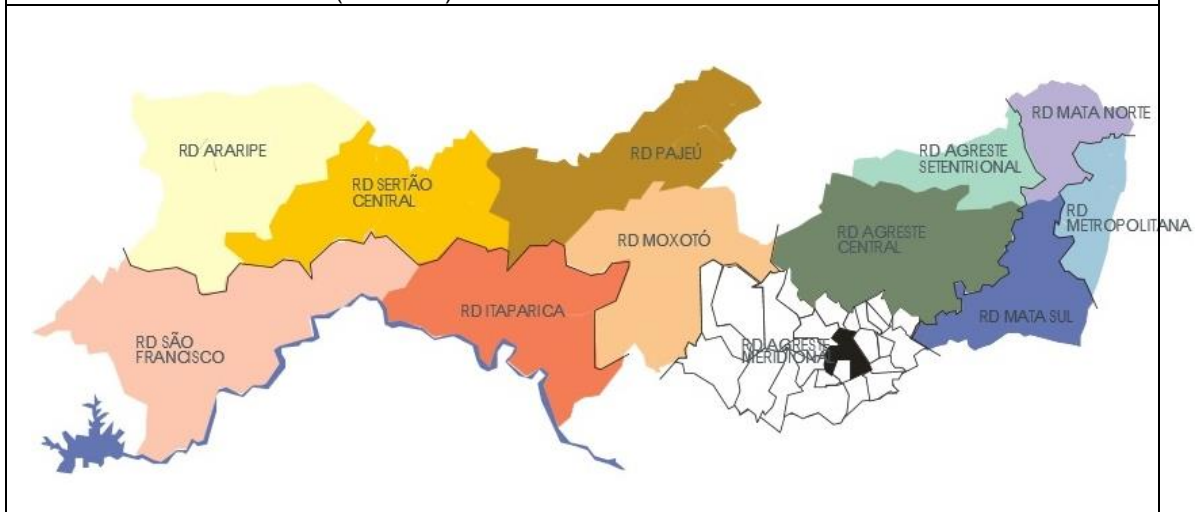 RD MATA NORTE
RD ARARIPE
RD PAJEÚ
RD AGRESTE
SETENTRIONAL
RD SERTÃO
CENTRAL
RD
METROPOLITANA
RD MOXOTÓ
RD AGRESTE
CENTRAL
RD ITAPARICA
RD MATA SUL
RD SÃO
FRANCISCO
RD AGRESTE
MERIDIONAL